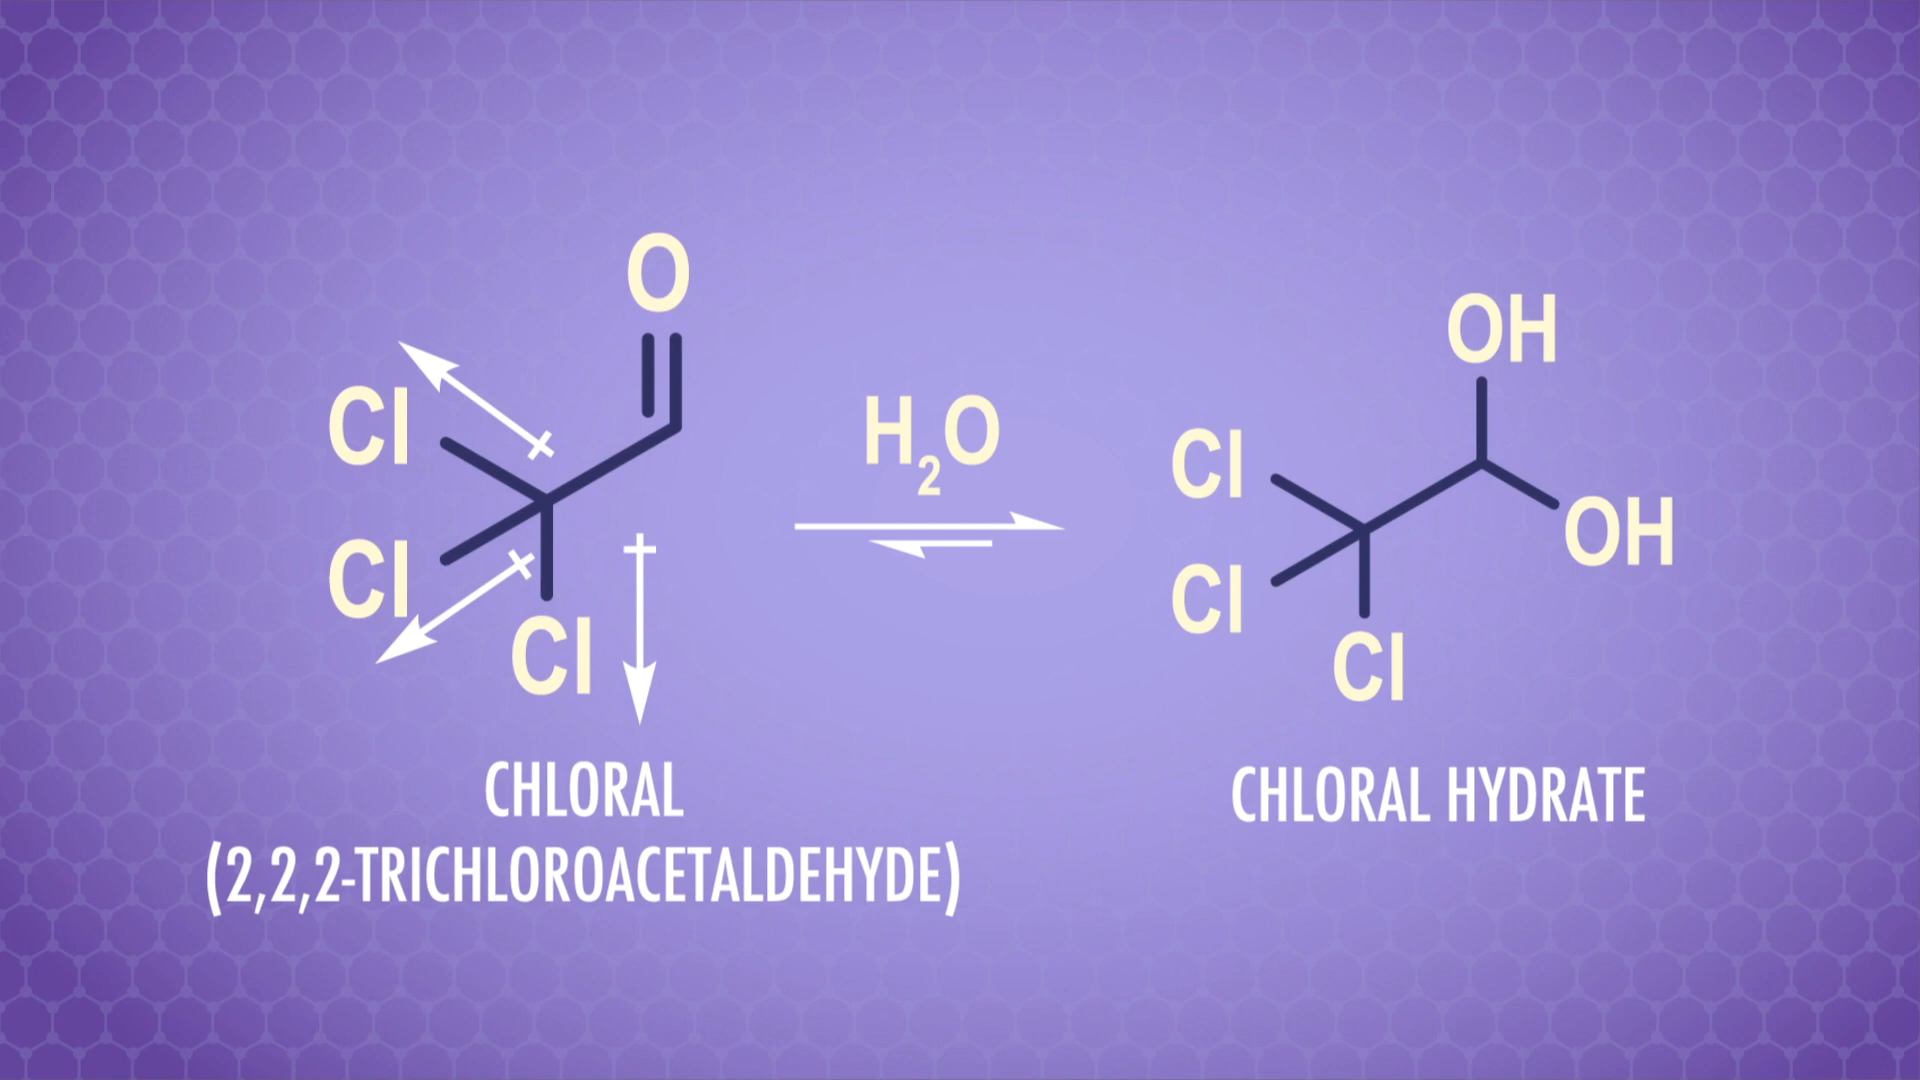 O
Cl
Cl
Cl
H₂O
OH
Cl
OH
Cl
Cl
CHLORAL
(2,2,2-TRICHLOROACETALDEHYDE)
CHLORAL HYDRATE